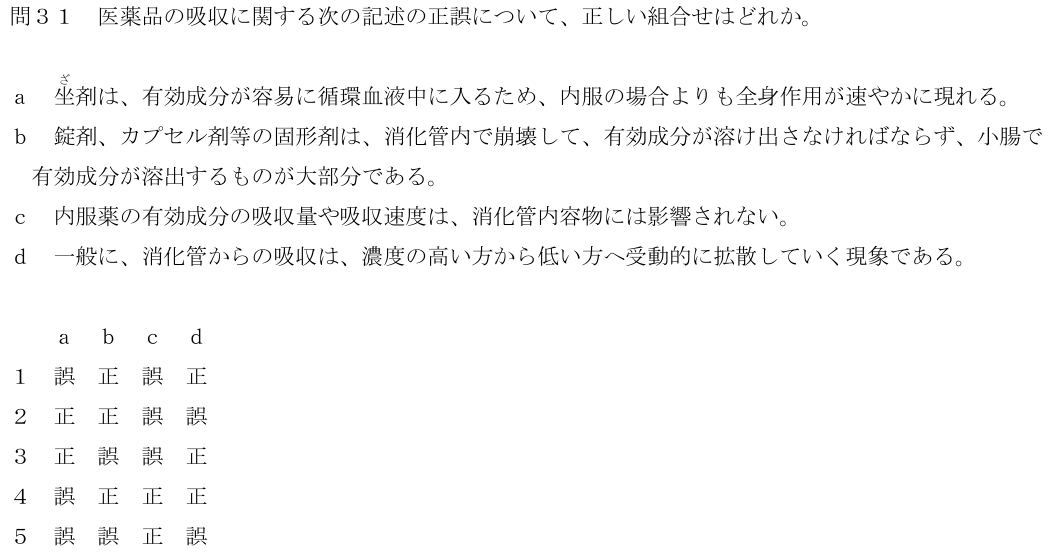 問３１　医薬品の吸収に関する次の記述の正誤について、正しい組合せはどれか。
ざ
a　坐剤は、有効成分が容易に循環血液中に入るため、内服の場合よりも全身作用が速やかに現れる。
b　錠剤、カプセル剤等の固形剤は、消化管内で崩壊して、有効成分が溶け出さなければならず、小腸で
有効成分が溶出するものが大部分である。
c　内服薬の有効成分の吸収量や吸収速度は、消化管内容物には影響されない。
d　一般に、消化管からの吸収は、濃度の高い方から低い方へ受動的に拡散していく現象である。
a　b　c　d
１　誤　正　誤　正
２　正　正　誤　誤
３　正　誤　誤　正
４　誤　正　正　正
５　誤　誤　正　誤